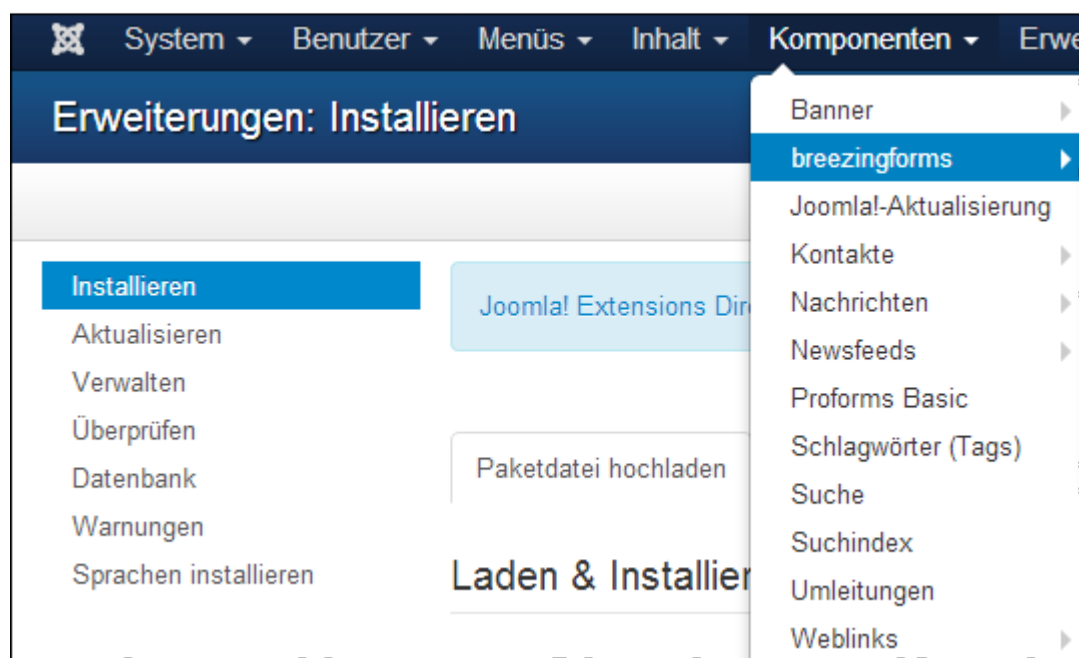 System Benutzer Menüs Inhalt Komponenten Erwe
Erweiterungen: Installieren
Banner
breezingforms
Joomla!-Aktualisierung
Kontakte
Nachrichten
Newsfeeds
Proforms Basic
Schlagwörter (Tags)
Suche
Suchindex
Umleitungen
Weblinks
Installieren
Aktualisieren
Verwalten
Überprüfen
Datenbank
Warnungen
Sprachen installieren
Joomla! Extensions Dire
Paketdatei hochladen
Laden & Installier